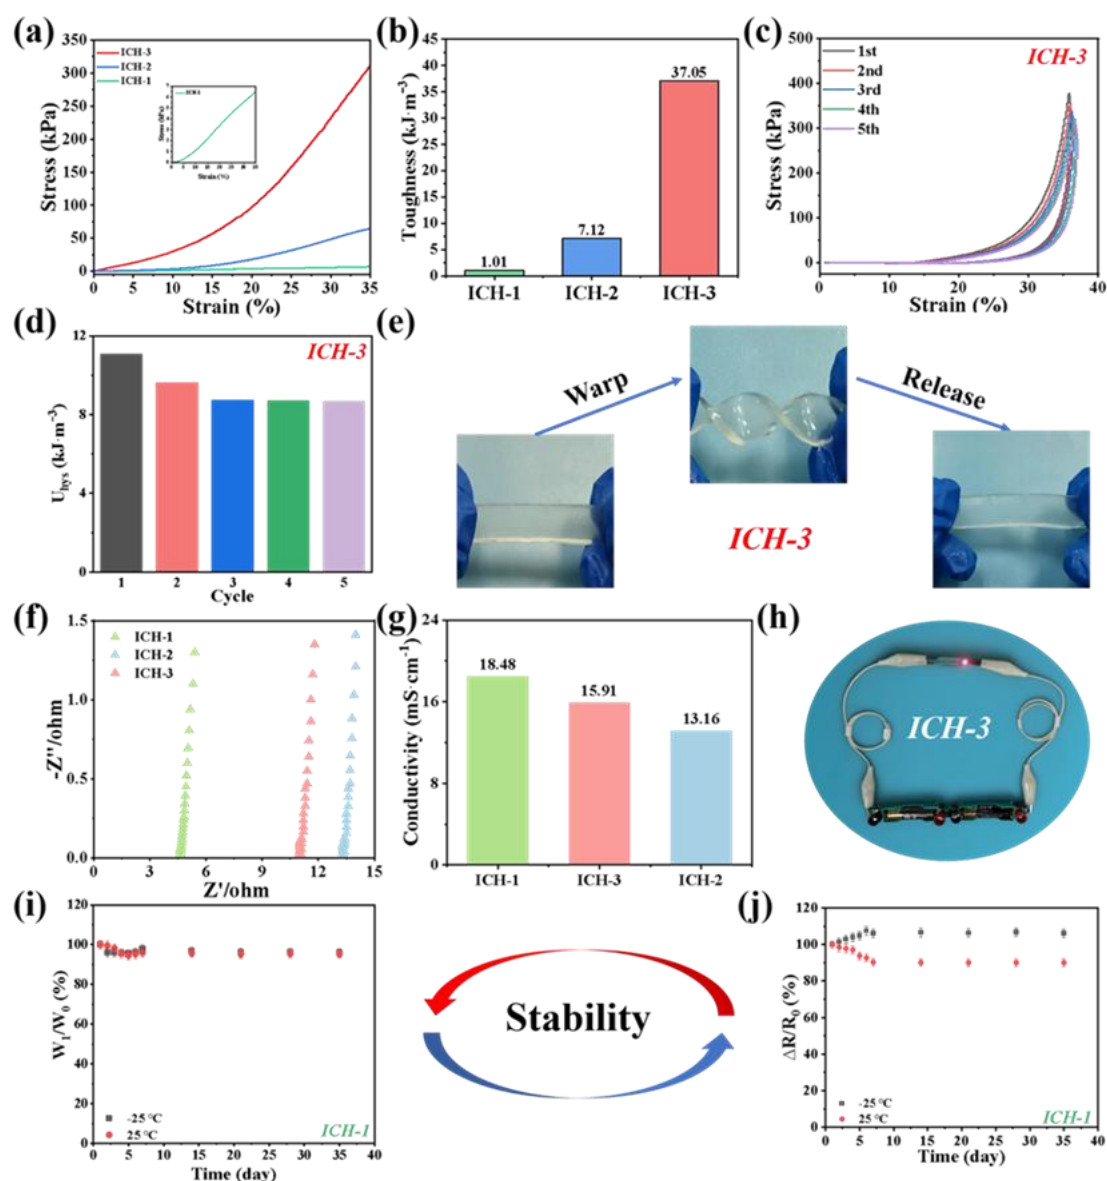 (a)
350
300
250
200
150
100
50
0
Stress (kPa)
ICH-3
ICH-2
ICH-1
ICH-1
Stress (kPa)
Strain (%)
0 5 10 15 20 25 30 35
Strain (%)
(b)
45
40
35
30
25
20
15
10
5
0
Toughness (kJ·m⁻³)
1.01
7.12
37.05
ICH-1 ICH-2 ICH-3
(c)
500
400
300
200
100
0
Stress (kPa)
1st
2nd
3rd
4th
5th
ICH-3
0 10 20 30 40
Strain (%)
(d)
12
8
4
0
Uhys (kJ·m⁻³)
ICH-3
1 2 3 4 5
Cycle
(e)
Warp
Release
ICH-3
(f)
1.5
1.0
0.5
0.0
-Z''/ohm
ICH-1
ICH-2
ICH-3
0 3 6 9 12 15
Z'/ohm
(g)
24
16
8
0
Conductivity (mS·cm⁻¹)
18.48
15.91
13.16
ICH-1 ICH-3 ICH-2
(h)
ICH-3
(i)
120
100
80
60
40
20
0
W₁/W₀ (%)
-25 °C
25 °C
ICH-1
0 5 10 15 20 25 30 35 40
Time (day)
Stability
(j)
120
100
80
60
40
20
0
ΔR/R₀ (%)
-25 °C
25 °C
ICH-1
0 5 10 15 20 25 30 35 40
Time (day)